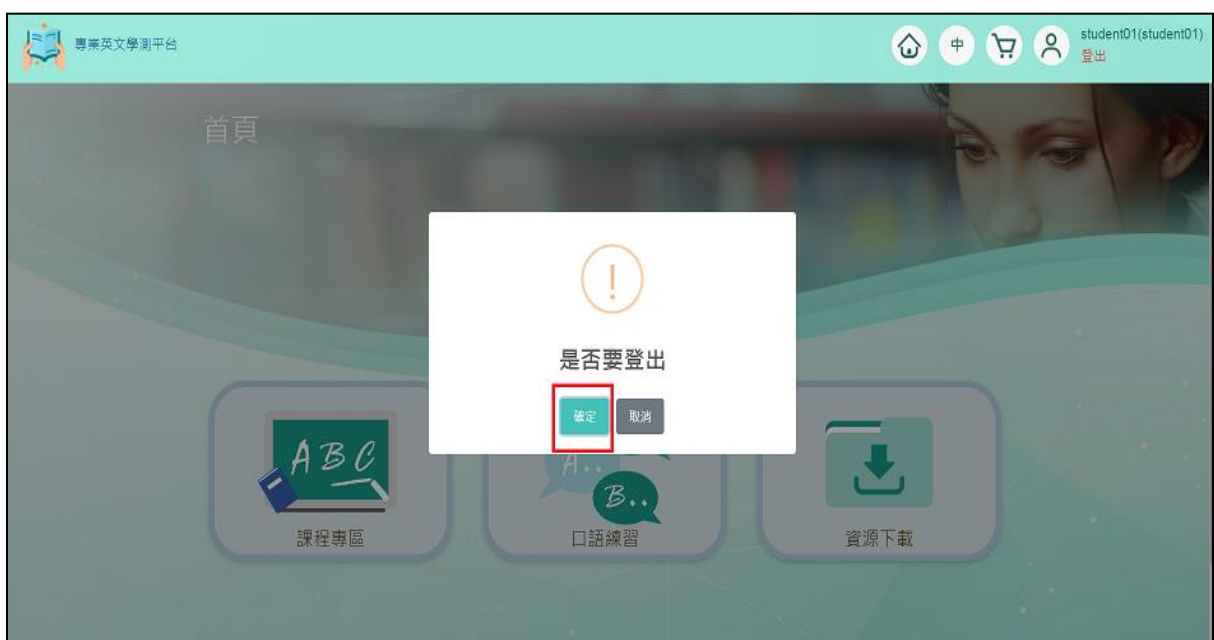 專業英文學測平台
中
student01(student01)
登出
首頁
是否要登出
確定
取消
ABC
A..
B..
課程專區
口語練習
資源下載